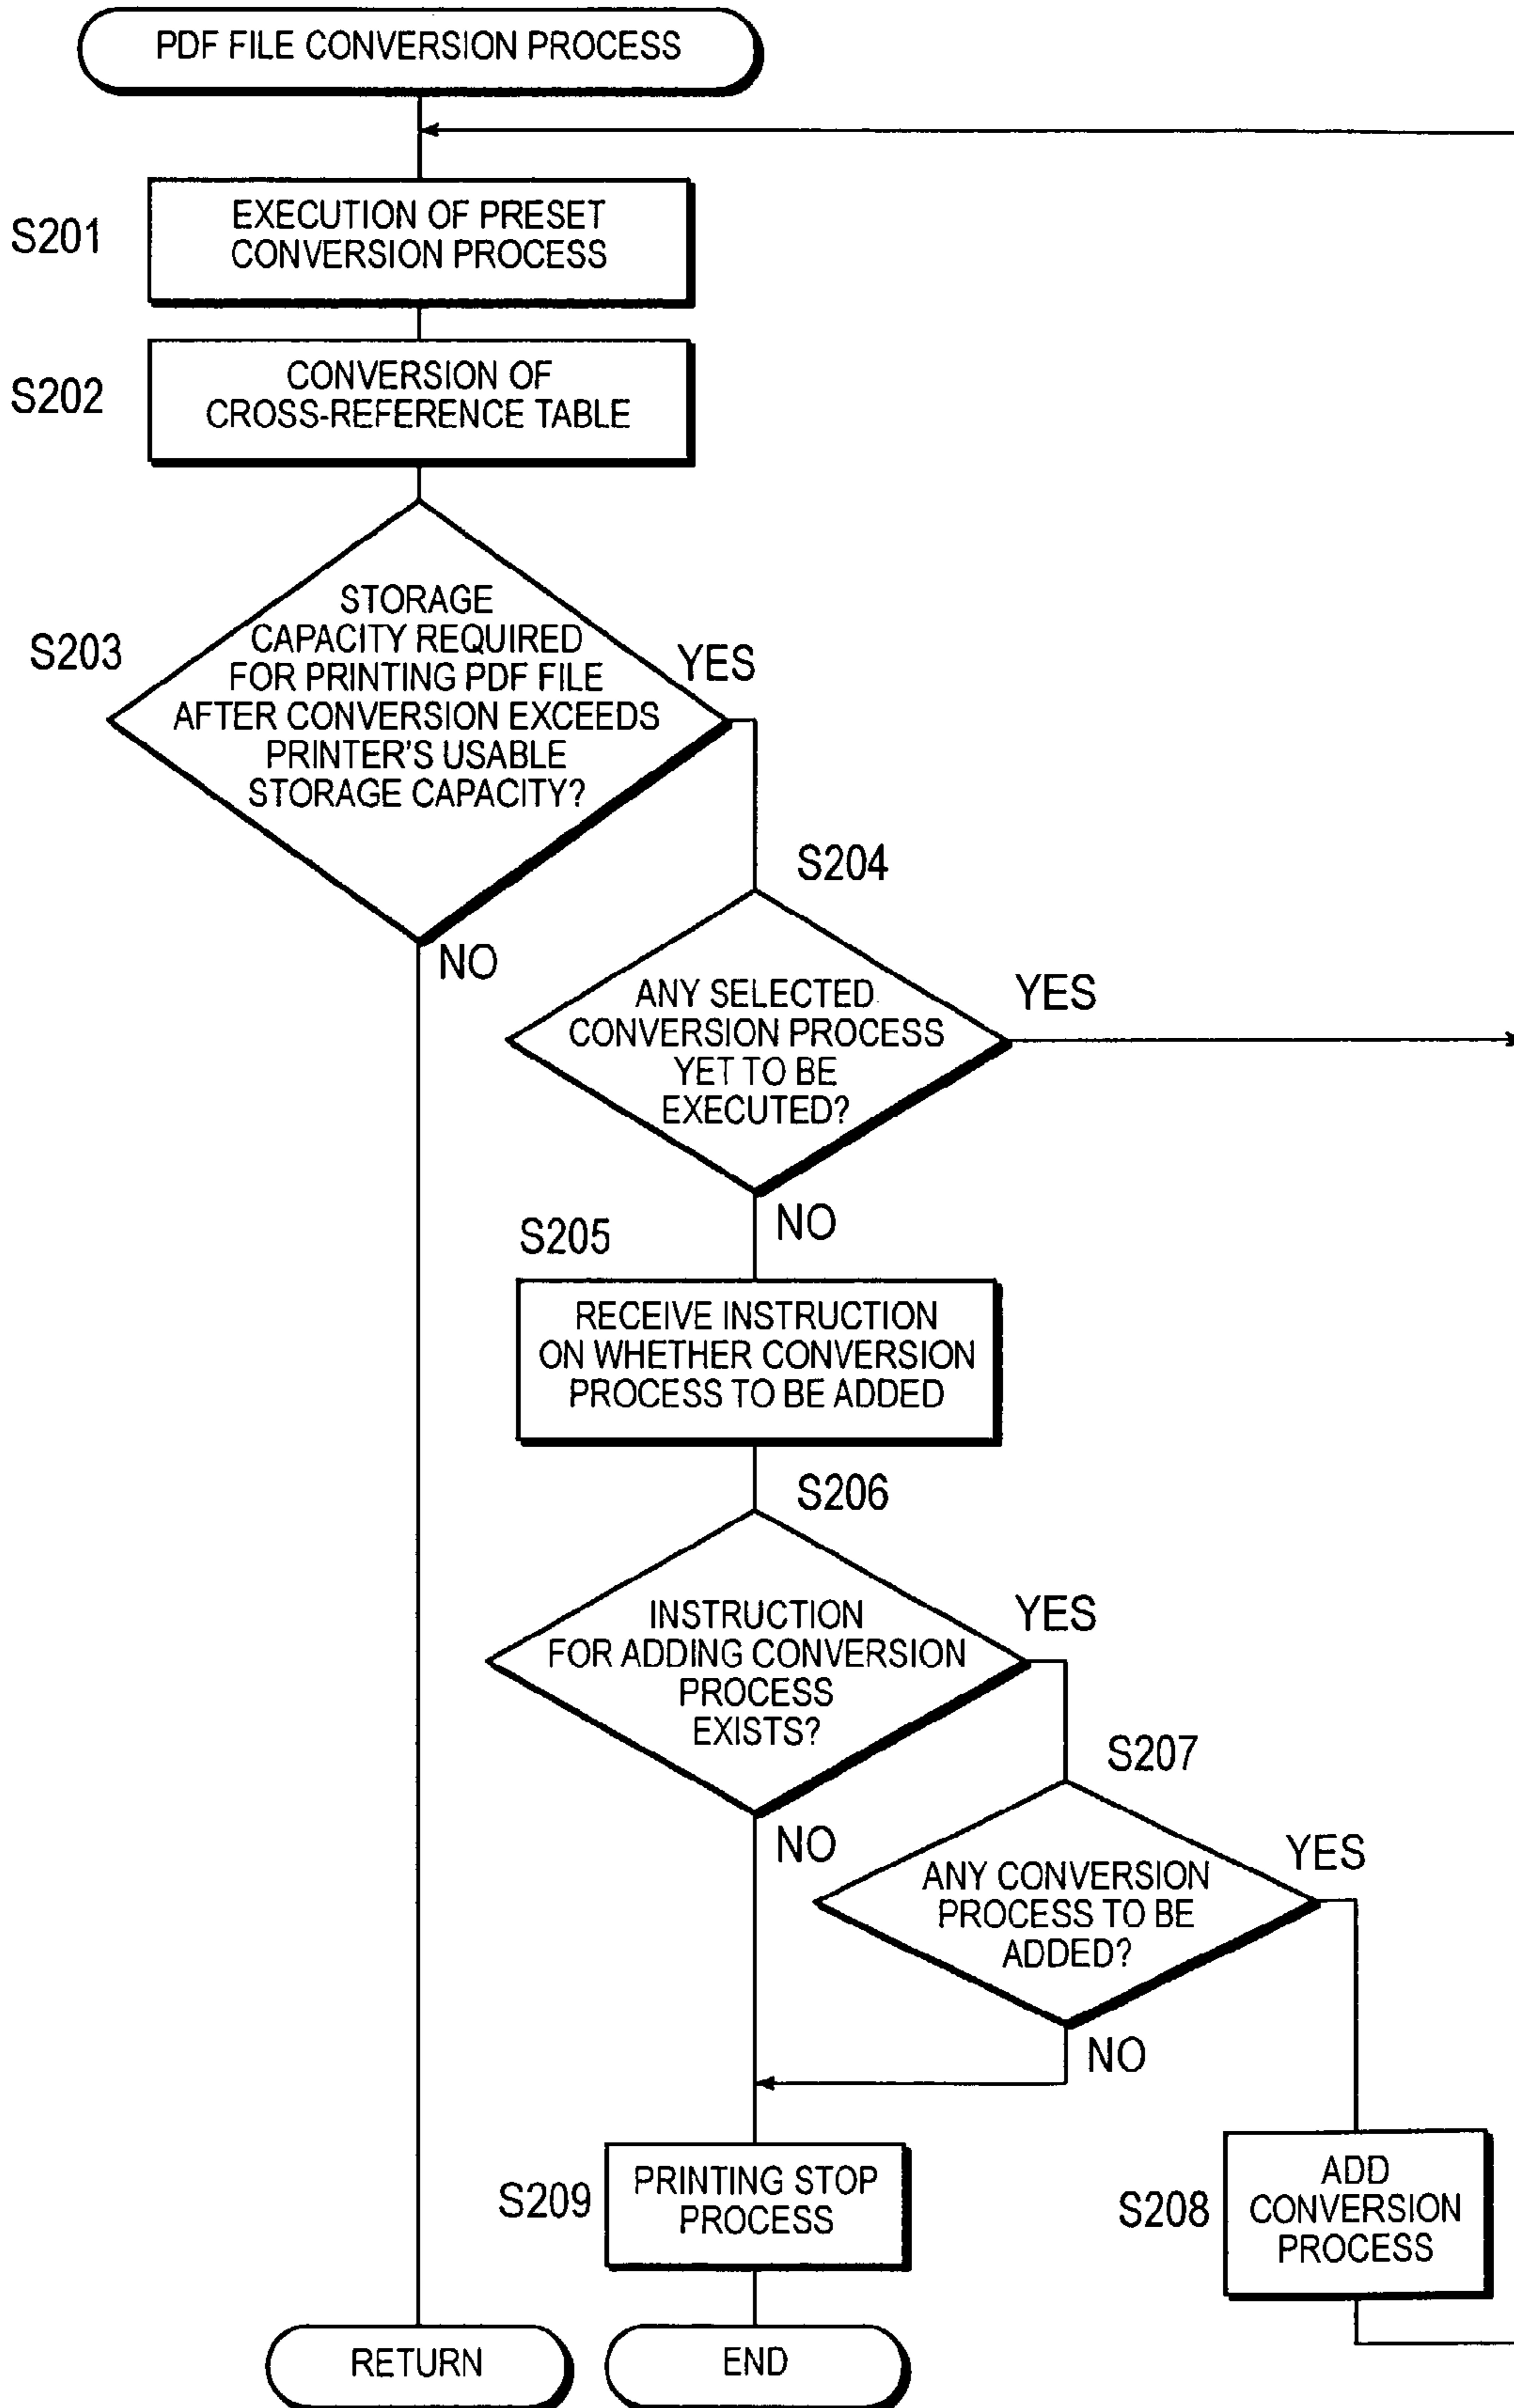 PDF FILE CONVERSION PROCESS
S201
EXECUTION OF PRESET
CONVERSION PROCESS
S202
CONVERSION OF
CROSS-REFERENCE TABLE
S203
STORAGE
CAPACITY REQUIRED
FOR PRINTING PDF FILE
AFTER CONVERSION EXCEEDS
PRINTER'S USABLE
STORAGE CAPACITY?
YES
NO
S204
ANY SELECTED
CONVERSION PROCESS
YET TO BE
EXECUTED?
YES
NO
S205
RECEIVE INSTRUCTION
ON WHETHER CONVERSION
PROCESS TO BE ADDED
S206
INSTRUCTION
FOR ADDING CONVERSION
PROCESS
EXISTS?
YES
NO
S207
ANY CONVERSION
PROCESS TO BE
ADDED?
YES
NO
S209
PRINTING STOP
PROCESS
S208
ADD
CONVERSION
PROCESS
RETURN
END